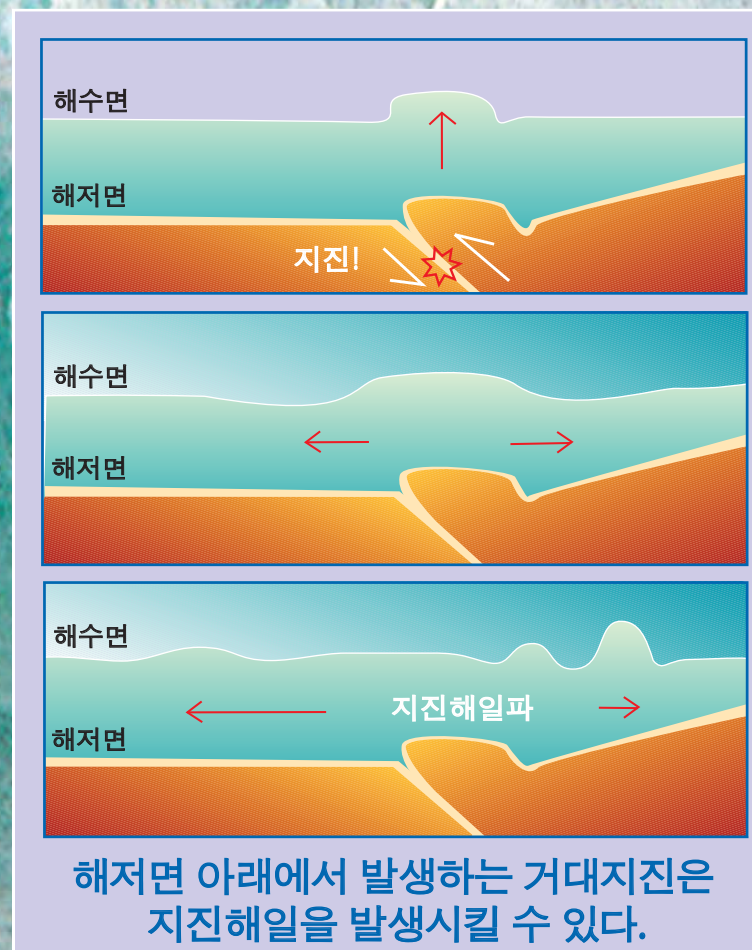 해수면
해저면
지진!
해수면
해저면
해수면
지진해일파
해저면
해저면 아래에서 발생하는 거대지진은
지진해일을 발생시킬 수 있다.